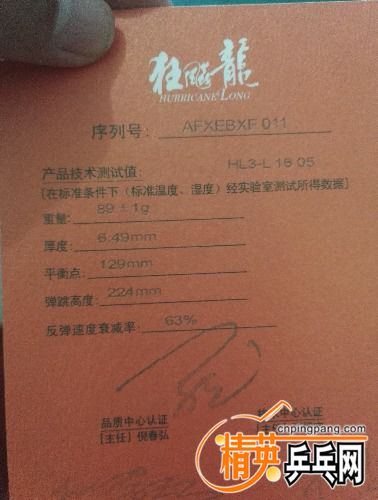 狂飚龍
HURRICANE LONG
序列号： AFXEBXF 011
产品技术测试值： HL3-L 16 05
[在标准条件下（标准温度、湿度）经实验室测试所得数据]
重量： 89 ±1g
厚度： 6.49mm
平衡点： 129mm
弹跳高度： 224mm
反弹速度衰减率： 63%
品质中心认证
[主任] 倪春弘
cnpingpang.com
精英乒乓网